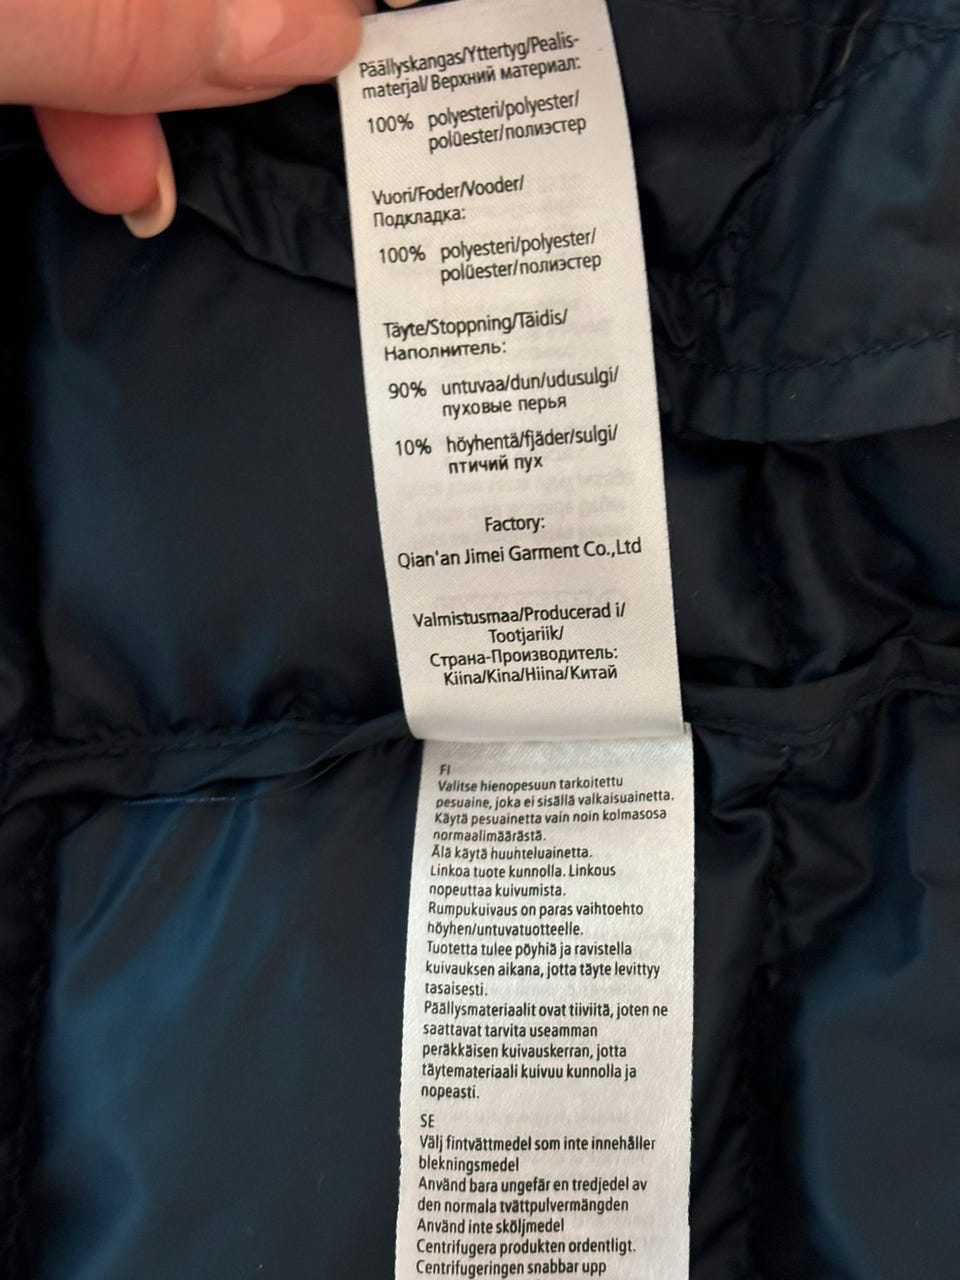 Päällyskangas/Yttertyg/Pealis-
materjal/Верхний материал:
100% polyesteri/polyester/
polüester/полиэстер
Vuori/Foder/Vooder/
Подкладка:
100% polyesteri/polyester/
polüester/полиэстер
Täyte/Stoppning/Täidis/
Наполнитель:
90% untuvaa/dun/udusulgi/
пуховые перья
10% höyhentä/fjäder/sulgi/
птичий пух
Factory:
Qian'an Jimei Garment Co.,Ltd
Valmistusmaa/Producerad i/
Tootjariik/
Страна-Производитель:
Kiina/Kina/Hiina/Китай
FI
Valitse hienopesuun tarkoitettu
pesuaine, joka ei sisällä valkaisuainetta.
Käytä pesuainetta vain noin kolmasosa
normaalimäärästä.
Älä käytä huuhteluainetta.
Linkoa tuote kunnolla. Linkous
nopeuttaa kuivumista.
Rumpukuivaus on paras vaihtoehto
höyhen/untuvatuotteelle.
Tuotetta tulee pöyhiä ja ravistella
kuivauksen aikana, jotta täyte levittyy
tasaisesti.
Päällysmateriaalit ovat tiiviitä, joten ne
saattavat tarvita useamman
peräkkäisen kuivauskerran, jotta
täytemateriaali kuivuu kunnolla ja
nopeasti.
SE
Välj fintvättmedel som inte innehåller
blekningsmedel
Använd bara ungefär en tredjedel av
den normala tvättpulvermängden
Använd inte sköljmedel
Centrifugera produkten ordentligt.
Centrifugeringen snabbar upp